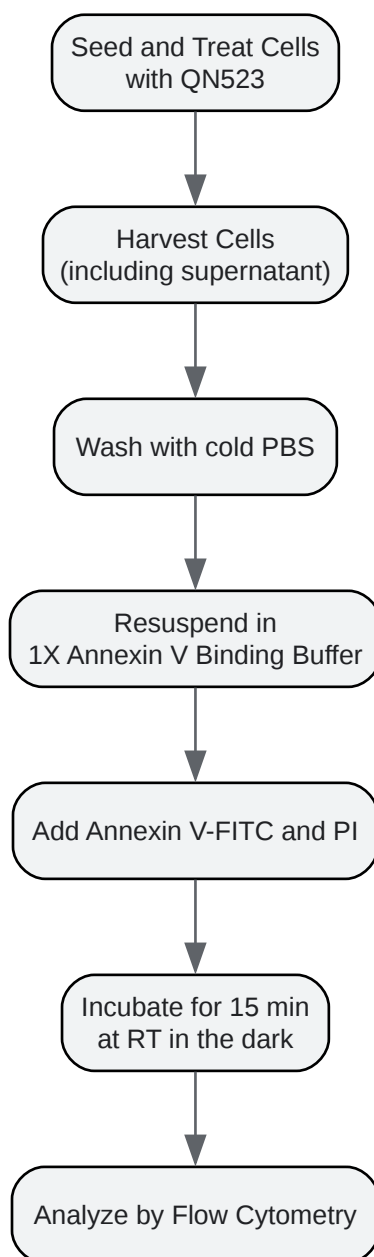 Seed and Treat Cells
with QN523
Harvest Cells
(including supernatant)
Wash with cold PBS
Resuspend in
1X Annexin V Binding Buffer
Add Annexin V-FITC and PI
Incubate for 15 min
at RT in the dark
Analyze by Flow Cytometry